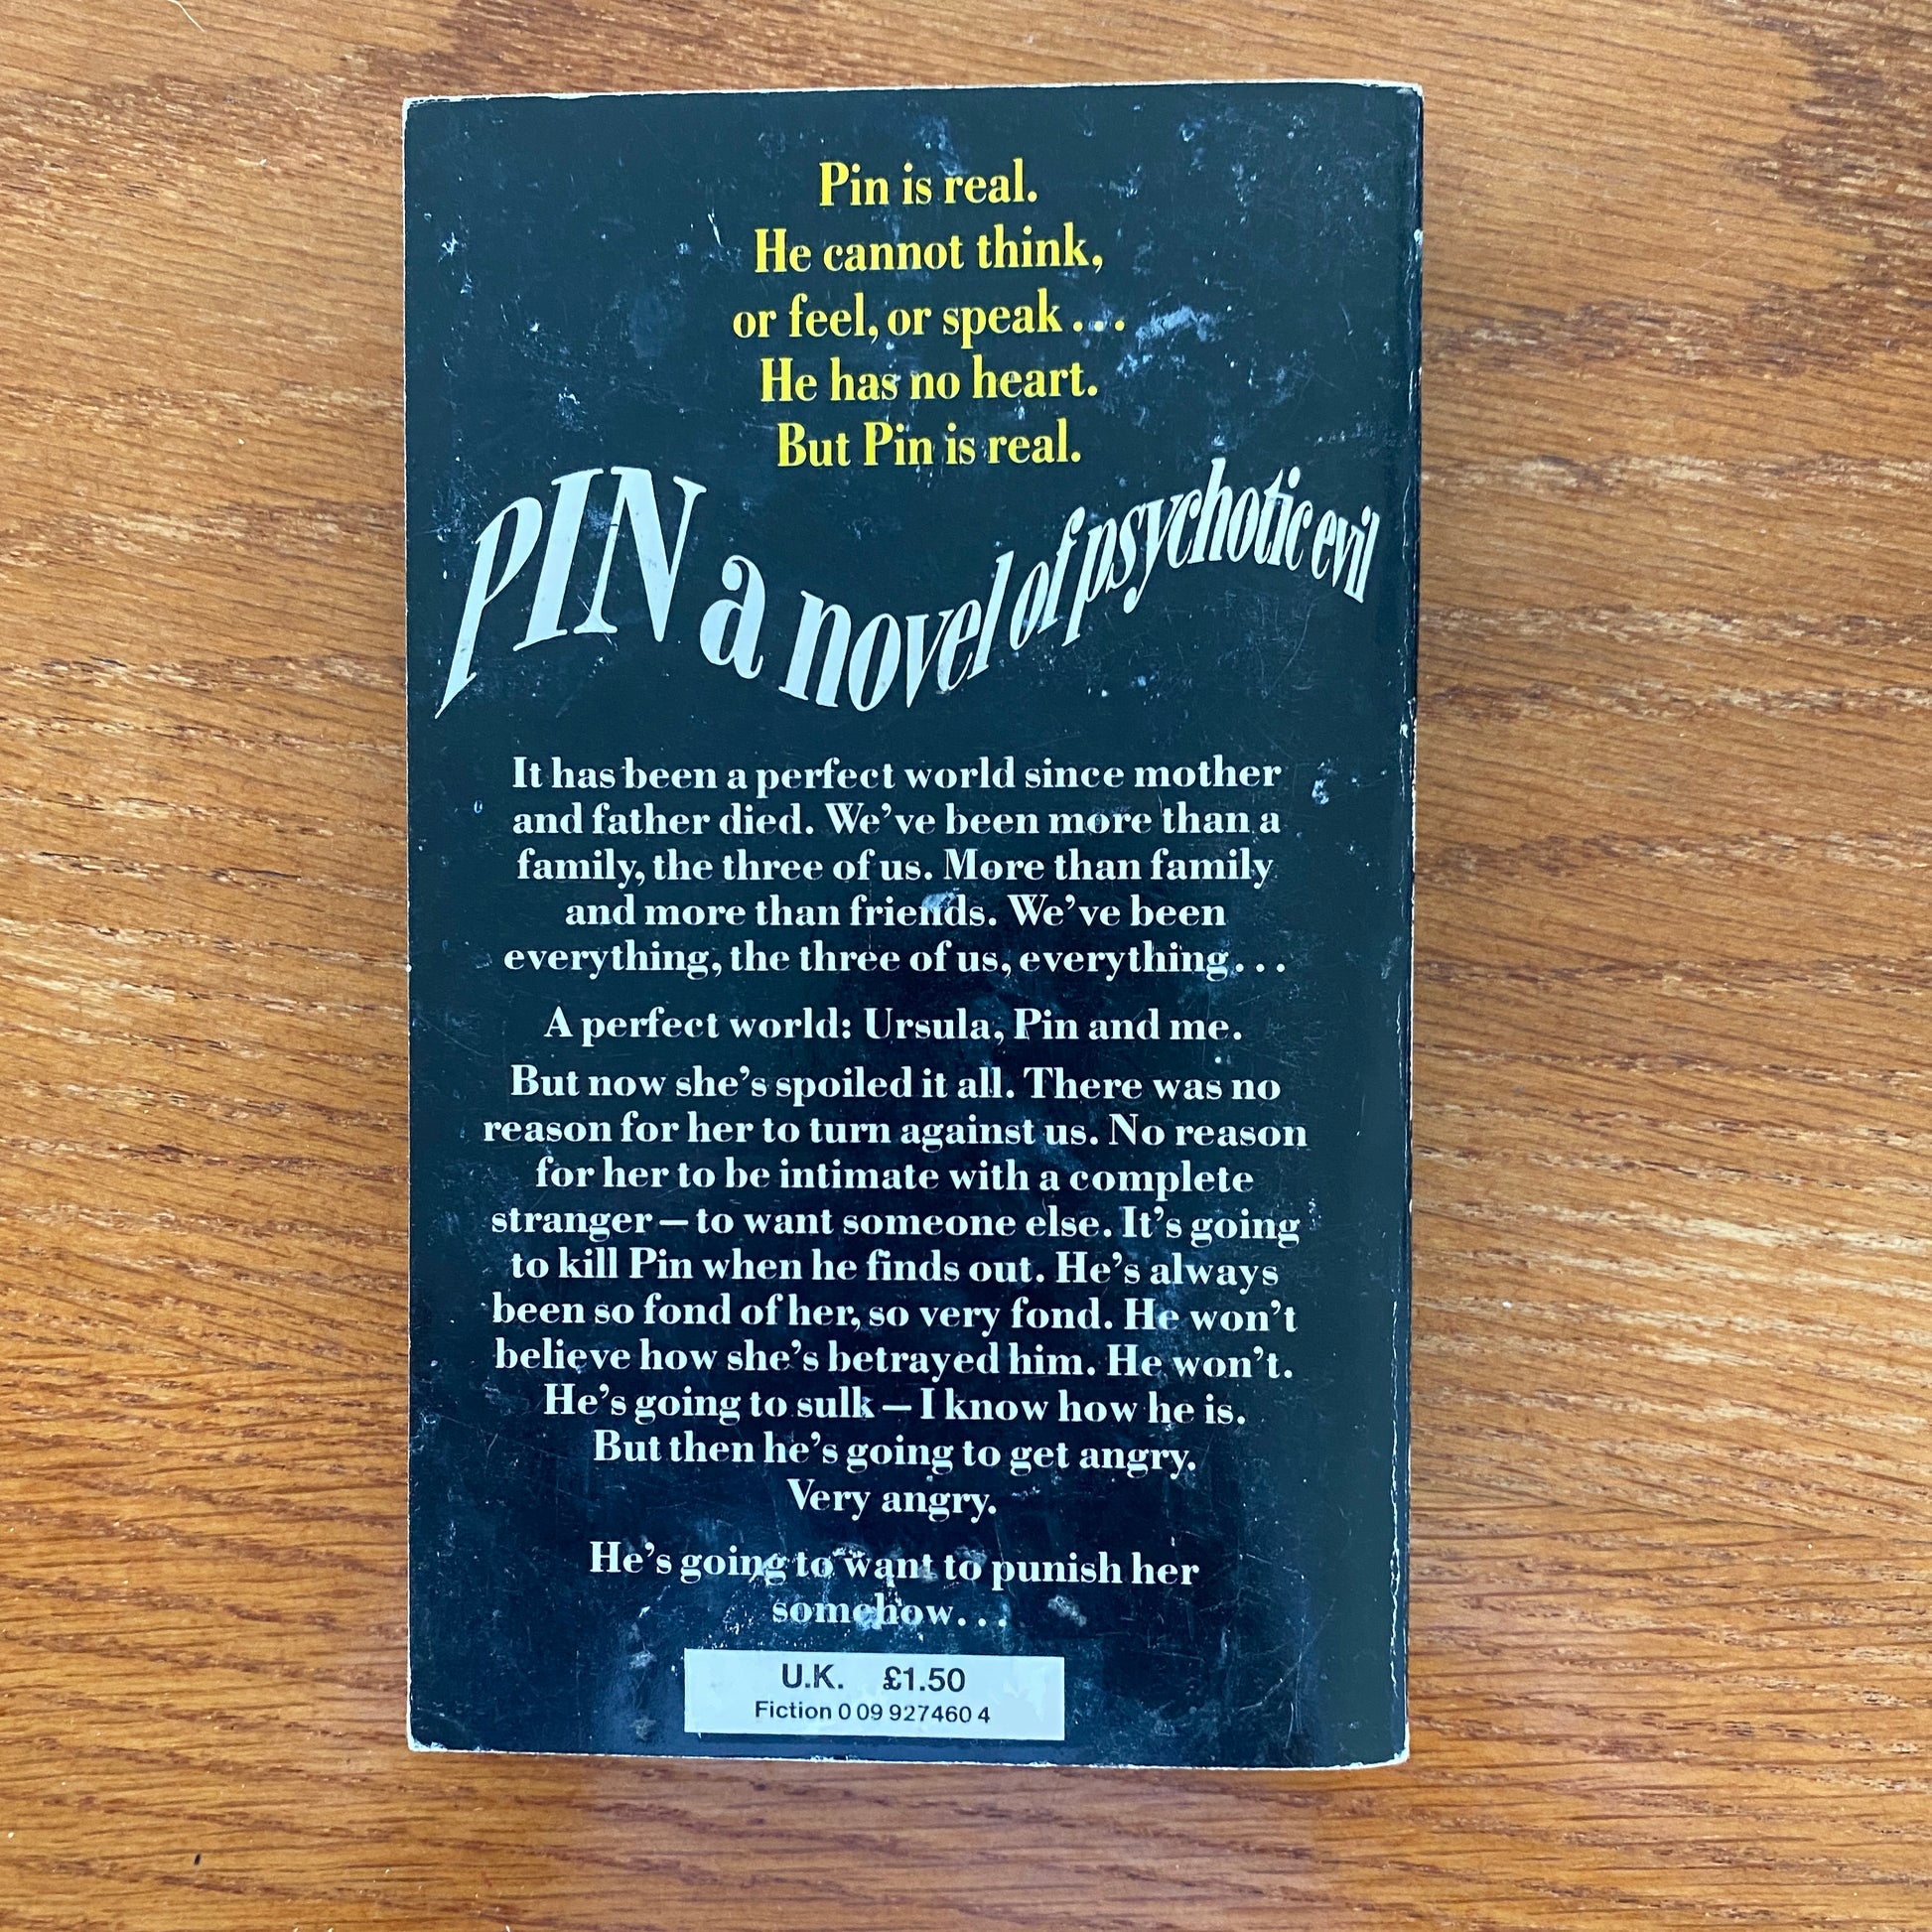 Pin is real.
He cannot think,
or feel, or speak . . .
He has no heart.
But Pin is real.
PIN a novel of psychotic evil
It has been a perfect world since mother
and father died. We've been more than a
family, the three of us. More than family
and more than friends. We've been
everything, the three of us, everything . . .
A perfect world: Ursula, Pin and me.
But now she's spoiled it all. There was no
reason for her to turn against us. No reason
for her to be intimate with a complete
stranger — to want someone else. It's going
to kill Pin when he finds out. He's always
been so fond of her, so very fond. He won't
believe how she's betrayed him. He won't.
He's going to sulk — I know how he is.
But then he's going to get angry.
Very angry.
He's going to want to punish her
somehow. . .
U.K. £1.50
Fiction 0 09 927460 4